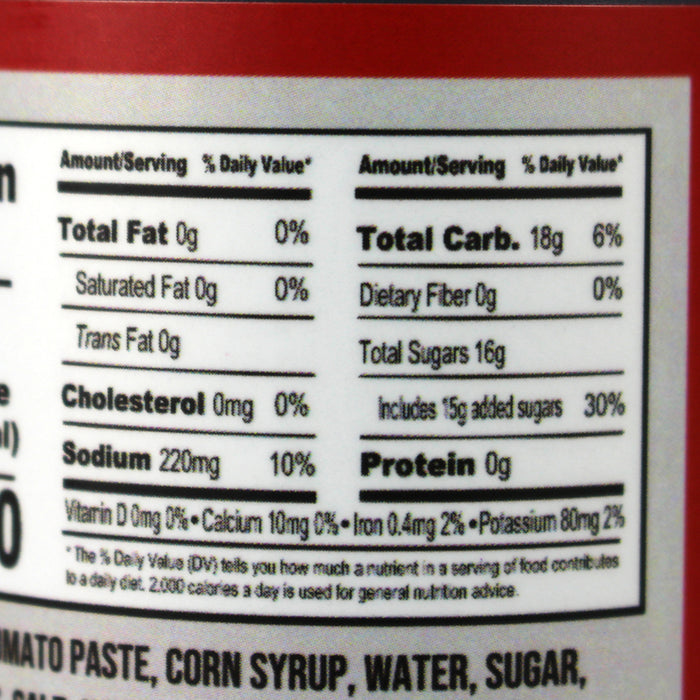 Amount/Serving % Daily Value*
Total Fat 0g 0%
Saturated Fat 0g 0%
Trans Fat 0g
Cholesterol 0mg 0%
Sodium 220mg 10%
Amount/Serving % Daily Value*
Total Carb. 18g 6%
Dietary Fiber 0g 0%
Total Sugars 16g
Includes 15g added sugars 30%
Protein 0g
Vitamin D 0mg 0% • Calcium 10mg 0% • Iron 0.4mg 2% • Potassium 80mg 2%
* The % Daily Value (DV) tells you how much a nutrient in a serving of food contributes
to a daily diet. 2,000 calories a day is used for general nutrition advice.
OMATO PASTE, CORN SYRUP, WATER, SUGAR,